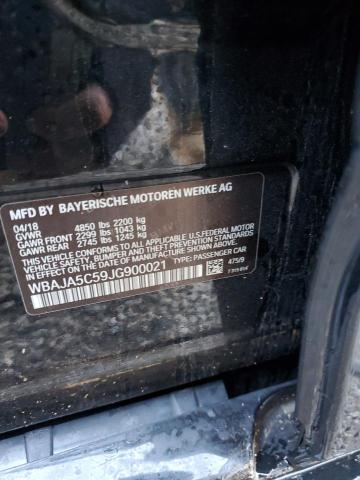 MFD BY BAYERISCHE MOTOREN WERKE AG
04/18
GVWR 4850 lbs 2200 kg
GAWR FRONT 2299 lbs 1043 kg
GAWR REAR 2745 lbs 1245 kg
THIS VEHICLE CONFORMS TO ALL APPLICABLE U.S. FEDERAL MOTOR
VEHICLE SAFETY, BUMPER AND THEFT PREVENTION STANDARDS
IN EFFECT ON THE DATE OF MANUFACTURE SHOWN ABOVE.
WBAJA5C59JG900021 TYPE: PASSENGER CAR
475/9